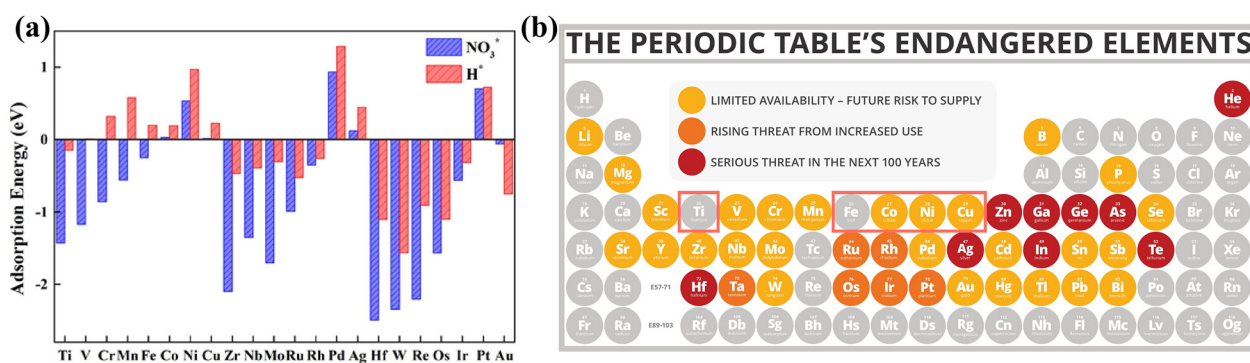 (a)
NO3*
H*
Adsorption Energy (eV)
1
0
-1
-2
Ti V Cr Mn Fe Co Ni Cu Zr Nb Mo Ru Rh Pd Ag Hf W Re Os Ir Pt Au
(b)
THE PERIODIC TABLE'S ENDANGERED ELEMENTS
LIMITED AVAILABILITY – FUTURE RISK TO SUPPLY
RISING THREAT FROM INCREASED USE
SERIOUS THREAT IN THE NEXT 100 YEARS
H He
Li Be B C N O F Ne
Na Mg Al Si P S Cl Ar
K Ca Sc Ti V Cr Mn Fe Co Ni Cu Zn Ga Ge As Se Br Kr
Rb Sr Y Zr Nb Mo Tc Ru Rh Pd Ag Cd In Sn Sb Te I Xe
Cs Ba E57-71 Hf Ta W Re Os Ir Pt Au Hg Tl Pb Bi Po At Rn
Fr Ra E89-103 Rf Db Sg Bh Hs Mt Ds Rg Cn Nh Fl Mc Lv Ts Og